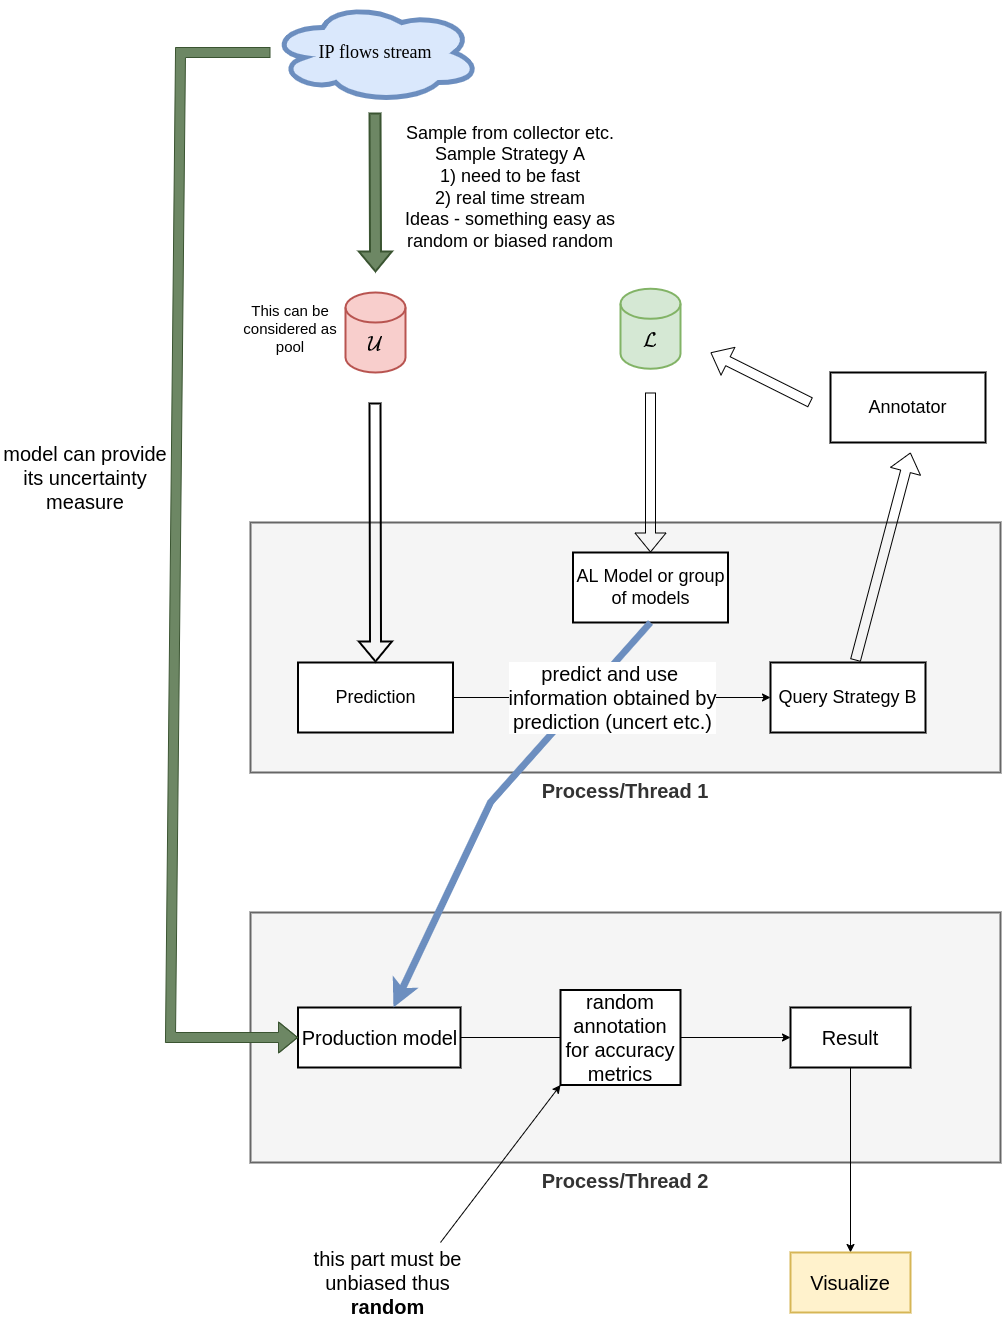 IP flows stream
Sample from collector etc.
Sample Strategy A
1) need to be fast
2) real time stream
Ideas - something easy as
random or biased random
This can be
considered as
pool
𝓤
𝓛
Annotator
model can provide
its uncertainty
measure
AL Model or group
of models
Prediction
predict and use
information obtained by
prediction (uncert etc.)
Query Strategy B
Process/Thread 1
Production model
random
annotation
for accuracy
metrics
Result
Process/Thread 2
this part must be
unbiased thus
random
Visualize